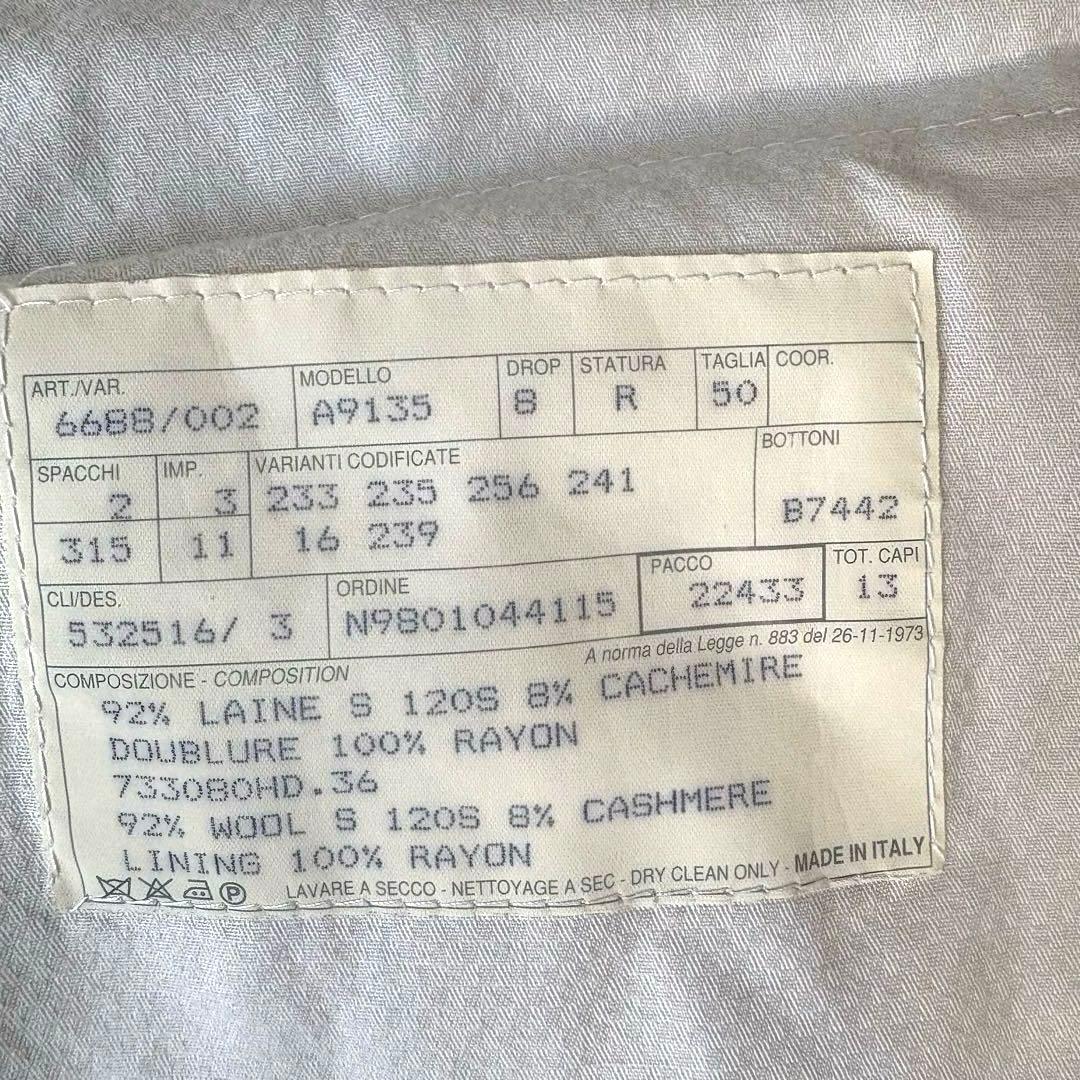 ART./VAR. MODELLO DROP STATURA TAGLIA COOR.
6688/002 A9135 8 R 50
SPACCHI IMP. VARIANTI CODIFICATE BOTTONI
2 3 233 235 256 241 B7442
315 11 16 239
CLI/DES. ORDINE PACCO TOT. CAPI
532516/ 3 N9801044115 22433 13
A norma della Legge n. 883 del 26-11-1973
COMPOSIZIONE - COMPOSITION
92% LAINE S 120S 8% CACHEMIRE
DOUBLURE 100% RAYON
733080HD.36
92% WOOL S 120S 8% CASHMERE
LINING 100% RAYON
P LAVARE A SECCO - NETTOYAGE A SEC - DRY CLEAN ONLY - MADE IN ITALY